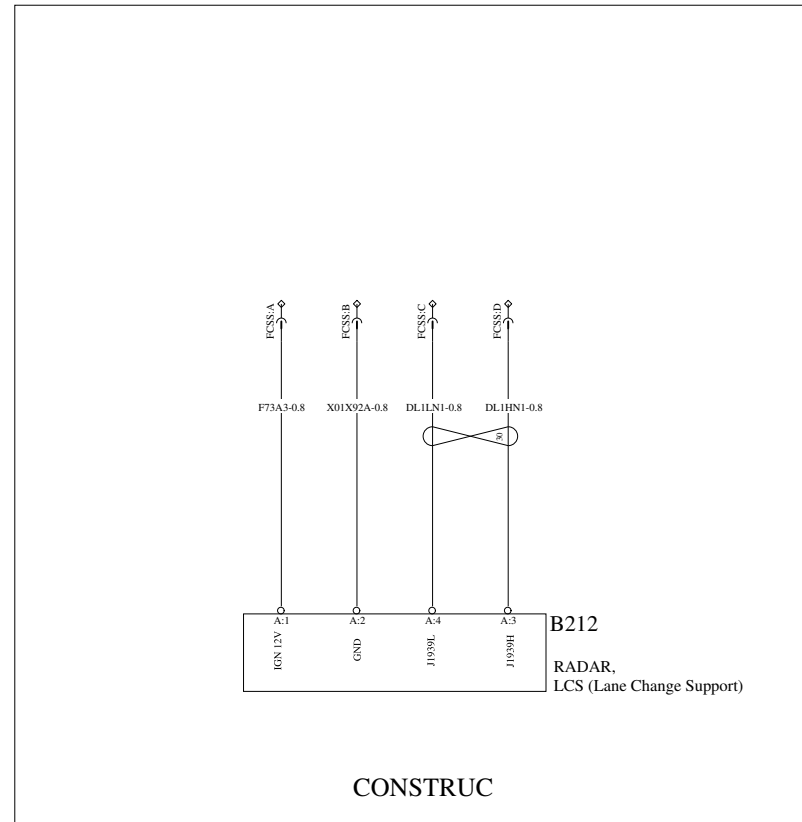 FCSS:A
FCSS:B
FCSS:C
FCSS:D
F73A3-0.8
X01X92A-0.8
DL1LN1-0.8
DL1HN1-0.8
30
A:1
A:2
A:4
A:3
B212
IGN 12V
GND
J1939L
J1939H
RADAR,
LCS (Lane Change Support)
CONSTRUC